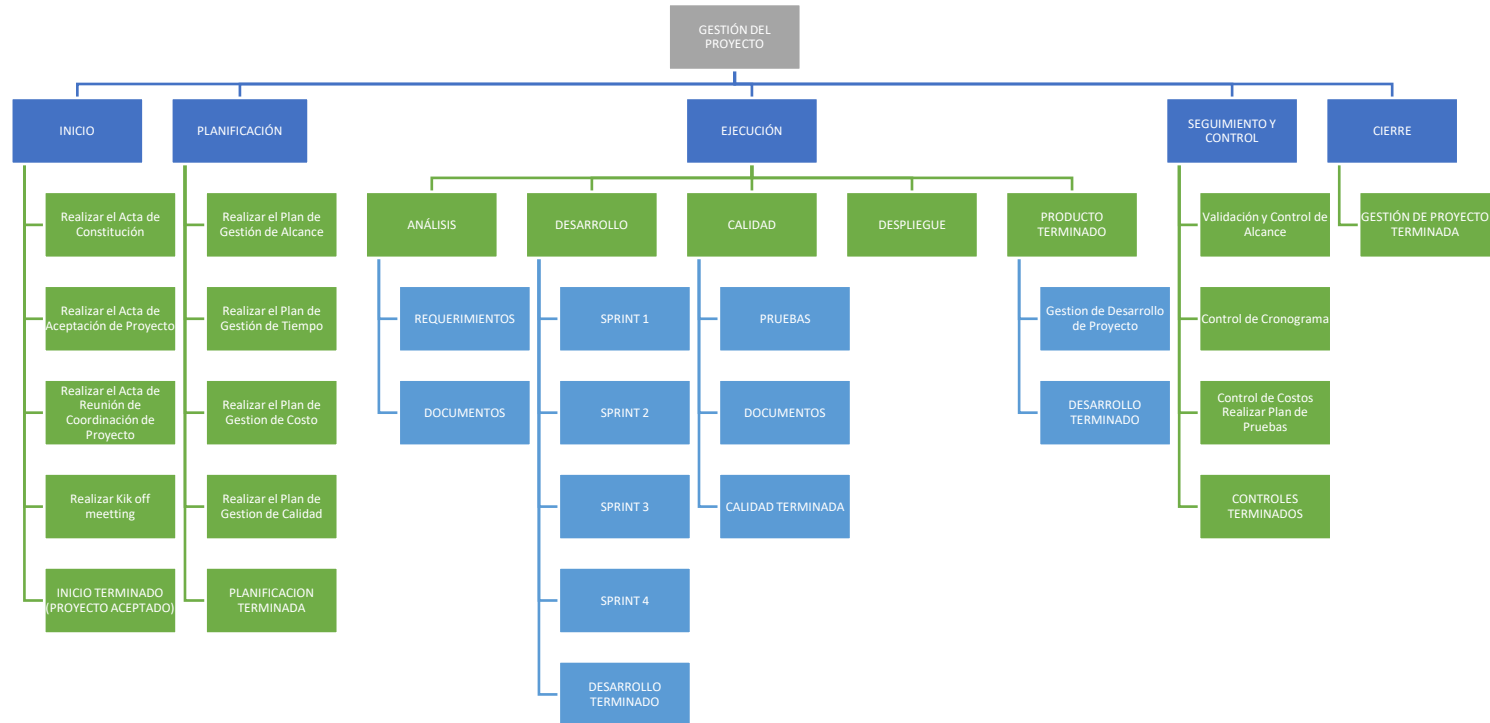 GESTIÓN DEL
PROYECTO
INICIO
PLANIFICACIÓN
EJECUCIÓN
SEGUIMIENTO Y
CONTROL
CIERRE
Realizar el Acta de
Constitución
Realizar el Acta de
Aceptación de Proyecto
Realizar el Acta de
Reunión de
Coordinación de
Proyecto
Realizar Kik off
meetting
INICIO TERMINADO
(PROYECTO ACEPTADO)
Realizar el Plan de
Gestión de Alcance
Realizar el Plan de
Gestión de Tiempo
Realizar el Plan de
Gestion de Costo
Realizar el Plan de
Gestion de Calidad
PLANIFICACION
TERMINADA
ANÁLISIS
REQUERIMIENTOS
DOCUMENTOS
DESARROLLO
SPRINT 1
SPRINT 2
SPRINT 3
SPRINT 4
DESARROLLO
TERMINADO
CALIDAD
PRUEBAS
DOCUMENTOS
CALIDAD TERMINADA
DESPLIEGUE
PRODUCTO
TERMINADO
Gestion de Desarrollo
de Proyecto
DESARROLLO
TERMINADO
Validación y Control de
Alcance
Control de Cronograma
Control de Costos
Realizar Plan de
Pruebas
CONTROLES
TERMINADOS
GESTIÓN DE PROYECTO
TERMINADA